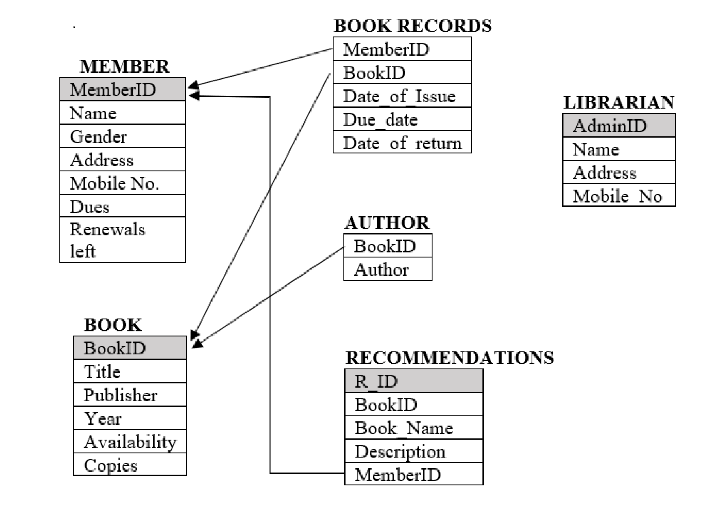 BOOK RECORDS
MemberID
BookID
Date_of_Issue
Due_date
Date_of_return
MEMBER
MemberID
Name
Gender
Address
Mobile No.
Dues
Renewals
left
LIBRARIAN
AdminID
Name
Address
Mobile_No
AUTHOR
BookID
Author
BOOK
BookID
Title
Publisher
Year
Availability
Copies
RECOMMENDATIONS
R_ID
BookID
Book_Name
Description
MemberID